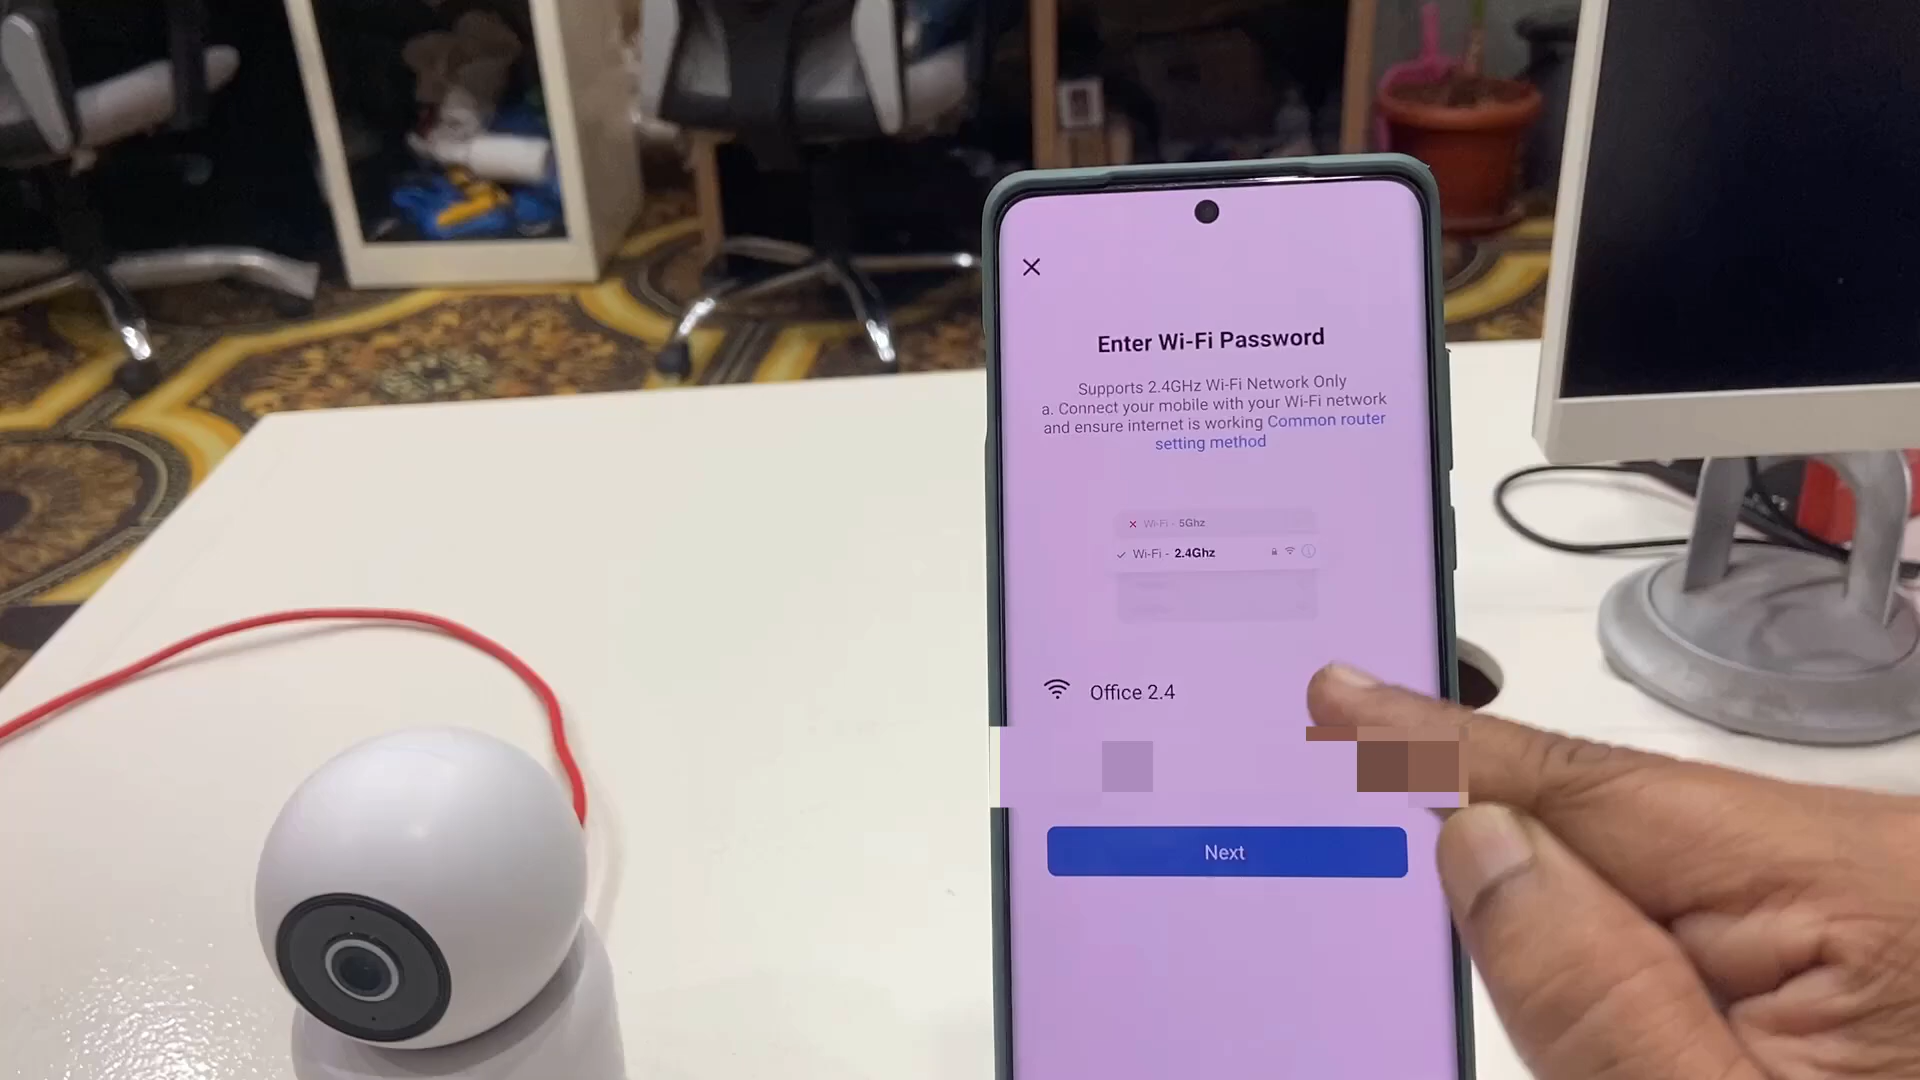 Enter Wi-Fi Password
Supports 2.4GHz Wi-Fi Network Only
a. Connect your mobile with your Wi-Fi network
and ensure internet is working Common router
setting method
Wi-Fi - 5Ghz
Wi-Fi - 2.4Ghz
Office 2.4
Next